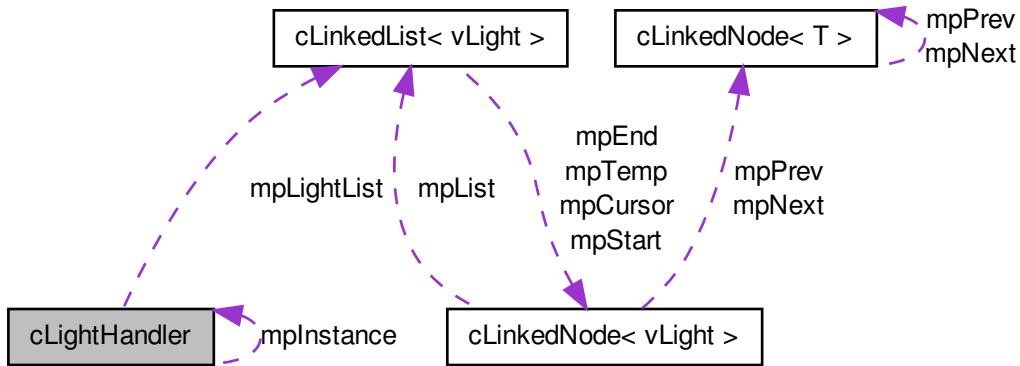 cLinkedList< vLight >
cLinkedNode< T >
mpPrev
mpNext
mpLightList
mpList
mpEnd
mpTemp
mpCursor
mpStart
mpPrev
mpNext
cLightHandler
mpInstance
cLinkedNode< vLight >